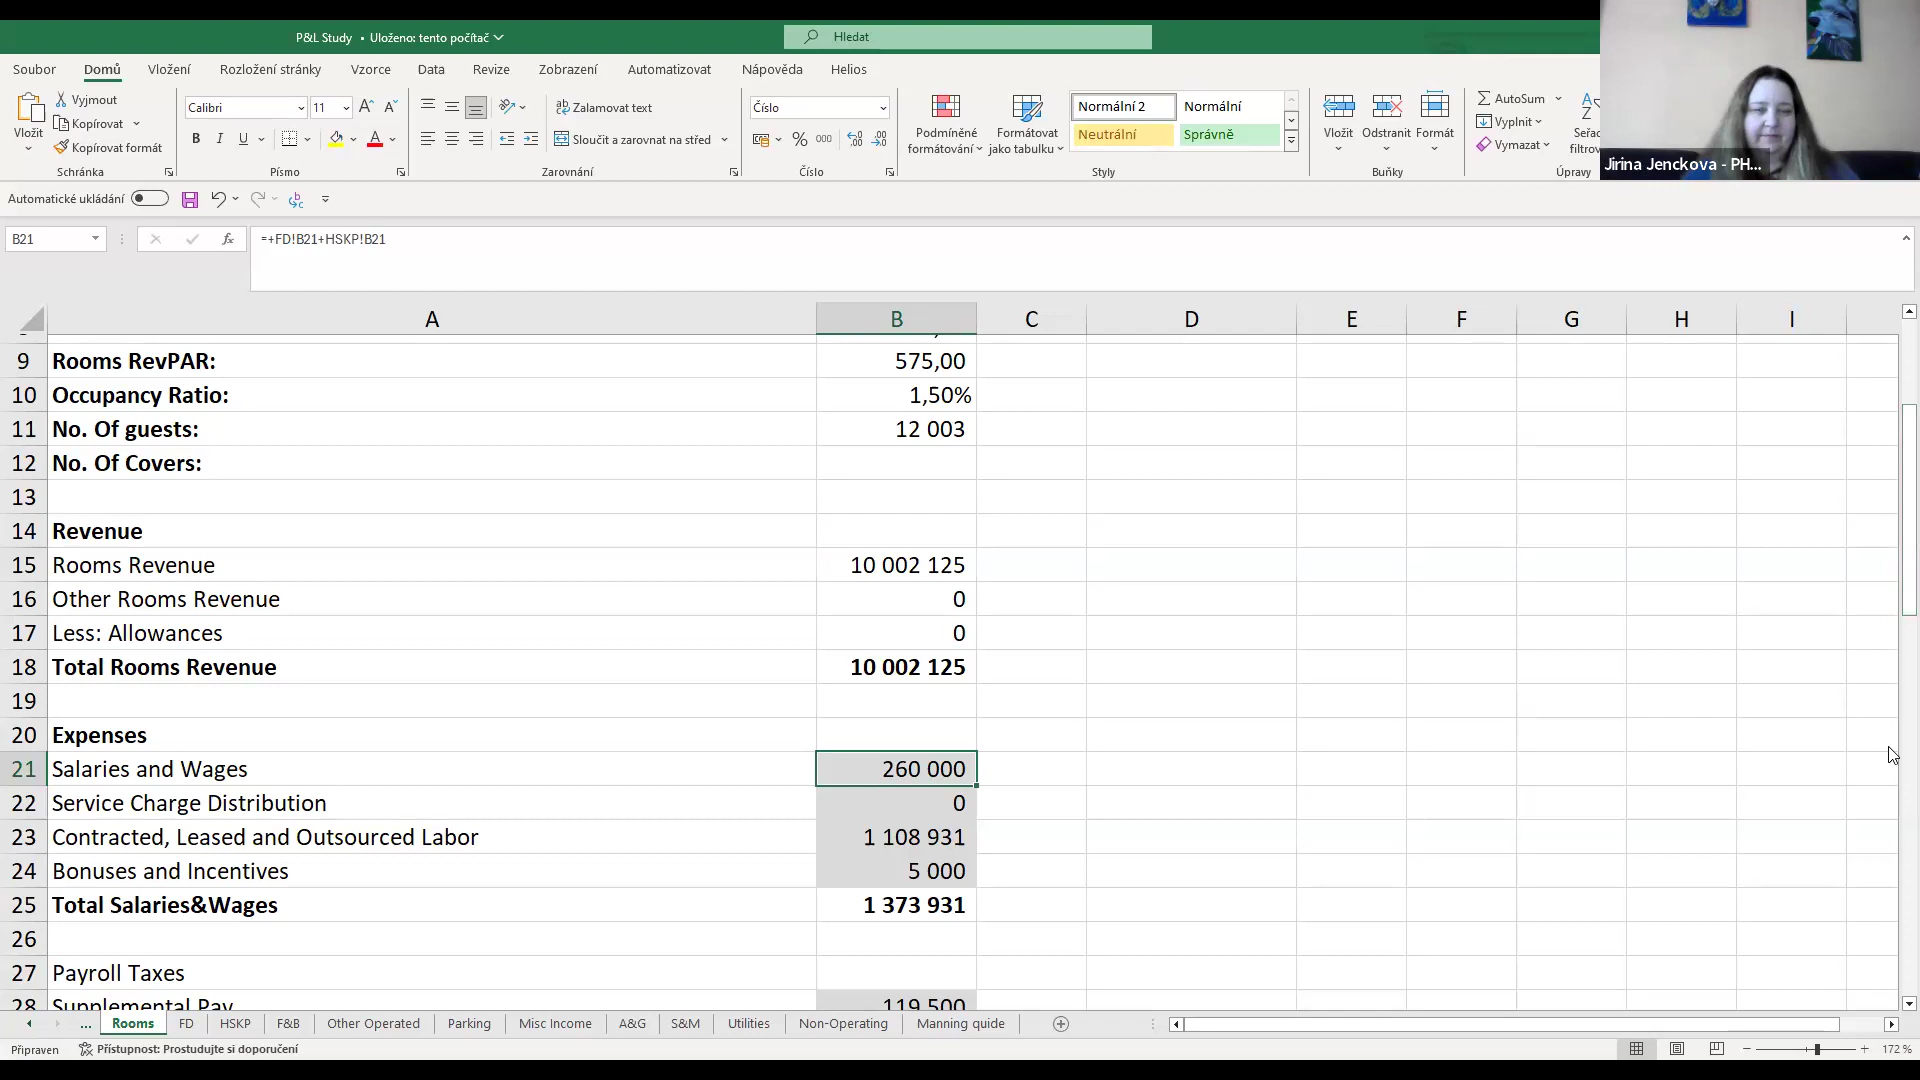 P&L Study • Uloženo: tento počítač
Hledat
Soubor Domů Vložení Rozložení stránky Vzorce Data Revize Zobrazení Automatizovat Nápověda Helios
Vložit
Vyjmout
Kopírovat
Kopírovat formát
Schránka
Calibri 11
B I U
Písmo
Zalamovat text
Sloučit a zarovnat na střed
Zarovnání
Číslo
% 000
Číslo
Podmíněné formátování
Formátovat jako tabulku
Normální 2 Normální
Neutrální Správně
Styly
Vložit Odstranit Formát
Buňky
AutoSum
Vyplnit
Vymazat
Úpravy
Jirina Jenckova - PH...
Automatické ukládání
B21
fx
=+FD!B21+HSKP!B21
A B C D E F G H I
9 Rooms RevPAR: 575,00
10 Occupancy Ratio: 1,50%
11 No. Of guests: 12 003
12 No. Of Covers:
13
14 Revenue
15 Rooms Revenue 10 002 125
16 Other Rooms Revenue 0
17 Less: Allowances 0
18 Total Rooms Revenue 10 002 125
19
20 Expenses
21 Salaries and Wages 260 000
22 Service Charge Distribution 0
23 Contracted, Leased and Outsourced Labor 1 108 931
24 Bonuses and Incentives 5 000
25 Total Salaries&Wages 1 373 931
26
27 Payroll Taxes
28 Supplemental Pay 119 500
... Rooms FD HSKP F&B Other Operated Parking Misc Income A&G S&M Utilities Non-Operating Manning quide
Připraven Přístupnost: Prostudujte si doporučení 172 %